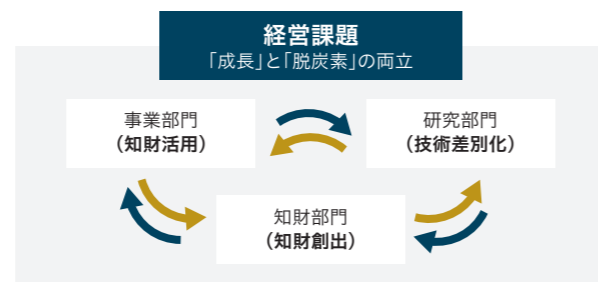 経営課題
「成長」と「脱炭素」の両立
事業部門
（知財活用）
研究部門
（技術差別化）
知財部門
（知財創出）